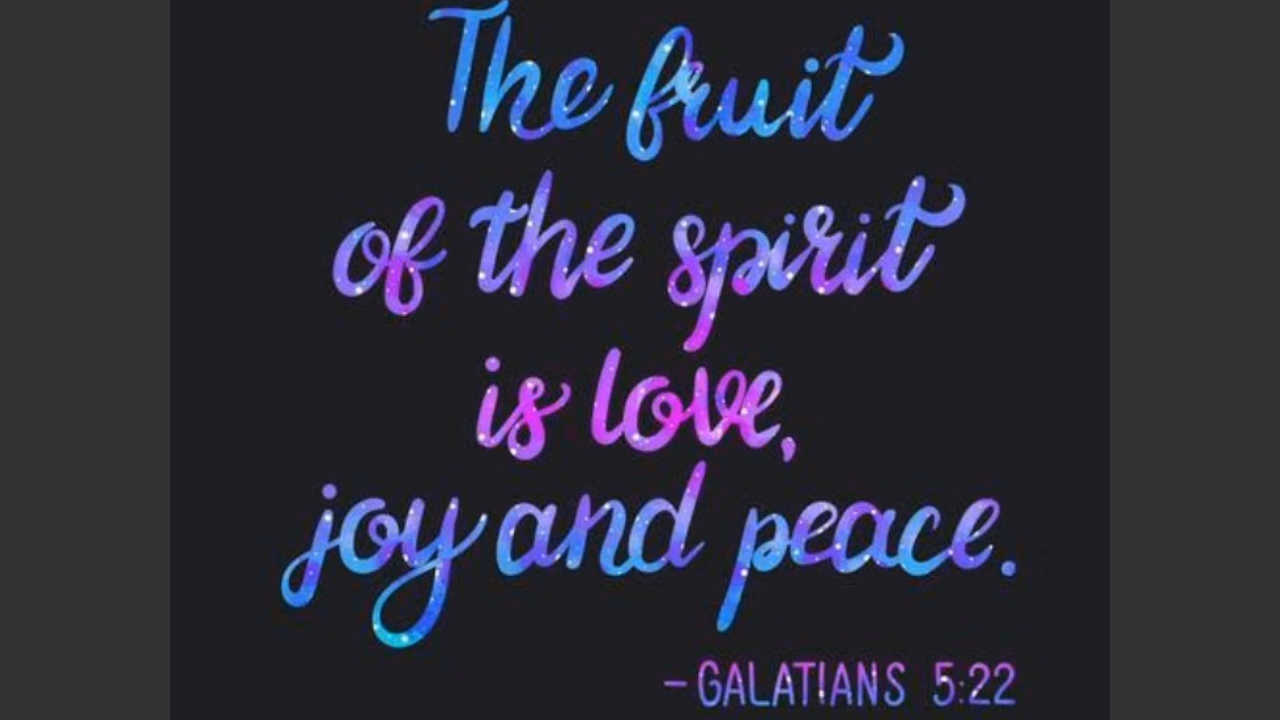 The fruit
of the spirit
is love,
joy and peace.
- GALATIANS 5:22